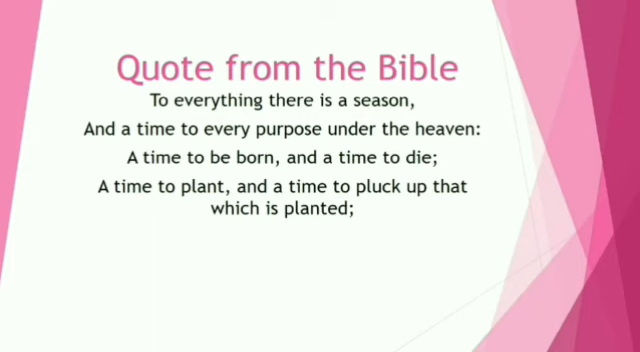 Quote from the Bible
To everything there is a season,
And a time to every purpose under the heaven:
A time to be born, and a time to die;
A time to plant, and a time to pluck up that
which is planted;